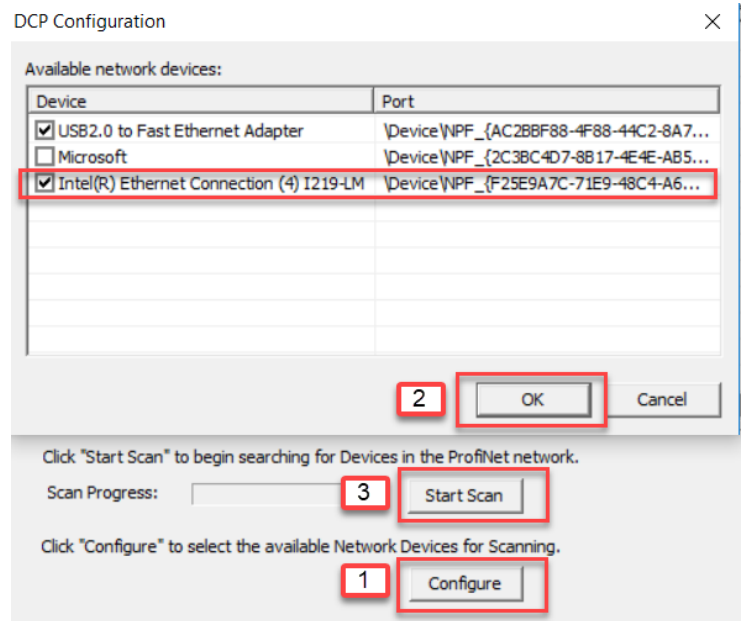 DCP Configuration
Available network devices:
Device Port
USB2.0 to Fast Ethernet Adapter \Device\NPF_{AC2BBF88-4F88-44C2-8A7...
Microsoft \Device\NPF_{2C3BC4D7-8B17-4E4E-AB5...
Intel(R) Ethernet Connection (4) I219-LM \Device\NPF_{F25E9A7C-71E9-48C4-A6...
2 OK Cancel
Click "Start Scan" to begin searching for Devices in the ProfiNet network.
Scan Progress: 3 Start Scan
Click "Configure" to select the available Network Devices for Scanning.
1 Configure